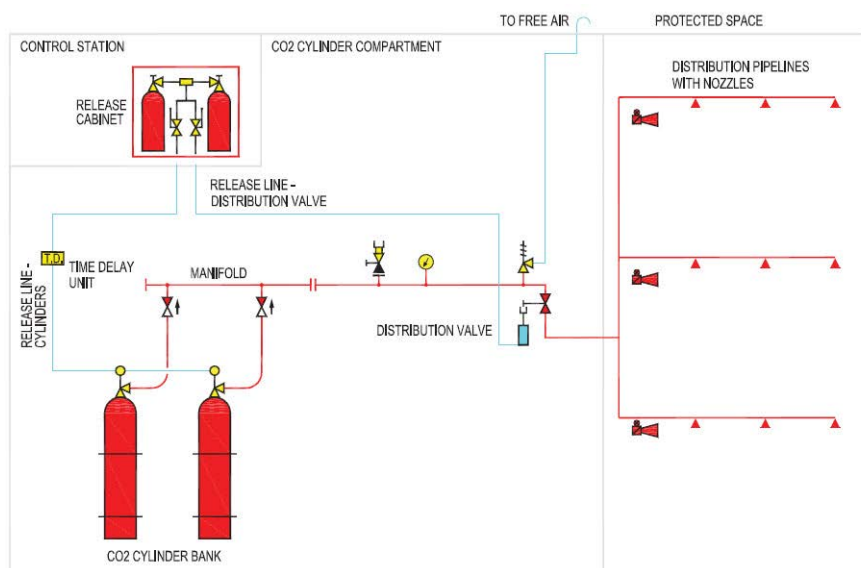 TO FREE AIR
PROTECTED SPACE
CONTROL STATION
CO2 CYLINDER COMPARTMENT
DISTRIBUTION PIPELINES
WITH NOZZLES
RELEASE
CABINET
RELEASE LINE -
DISTRIBUTION VALVE
T.D.
TIME DELAY
UNIT
MANIFOLD
RELEASE LINE -
CYLINDERS
DISTRIBUTION VALVE
CO2 CYLINDER BANK